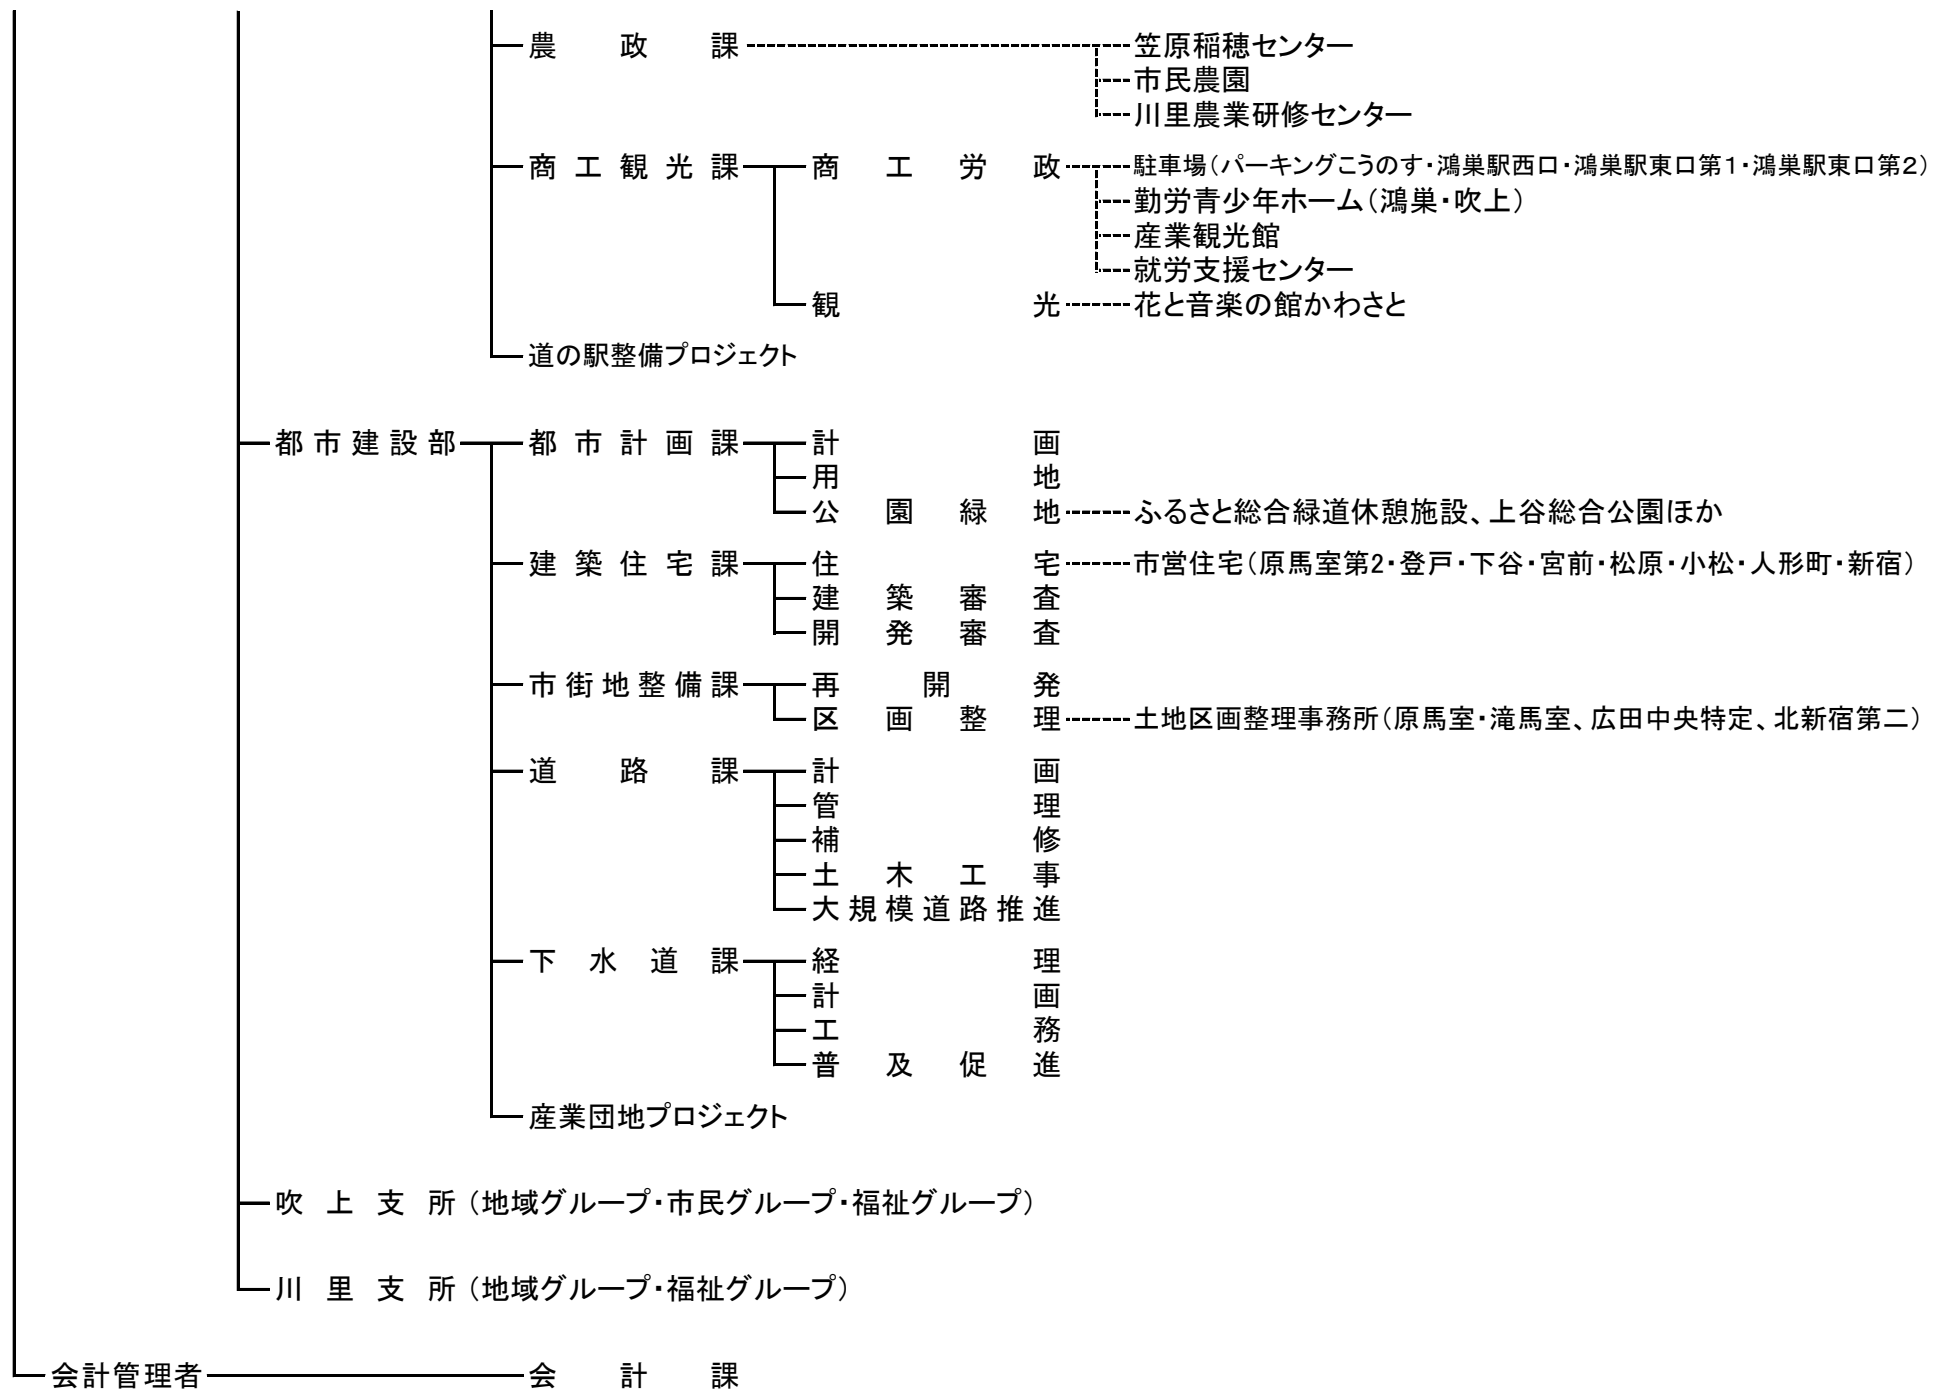 農政課 笠原稲穂センター
市民農園
川里農業研修センター
商工観光課 商工労政 駐車場（パーキングこうのす・鴻巣駅西口・鴻巣駅東口第１・鴻巣駅東口第２）
勤労青少年ホーム（鴻巣・吹上）
産業観光館
就労支援センター
観光 花と音楽の館かわさと
道の駅整備プロジェクト
都市建設部 都市計画課 計画
用地
公園緑地 ふるさと総合緑道休憩施設、上谷総合公園ほか
建築住宅課 住宅 市営住宅（原馬室第2・登戸・下谷・宮前・松原・小松・人形町・新宿）
建築審査
開発審査
市街地整備課 再開発
区画整理 土地区画整理事務所（原馬室・滝馬室、広田中央特定、北新宿第二）
道路課 計画
管理
補修
土木工事
大規模道路推進
下水道課 経理
計画
工務
普及促進
産業団地プロジェクト
吹上支所（地域グループ・市民グループ・福祉グループ）
川里支所（地域グループ・福祉グループ）
会計管理者 会計課